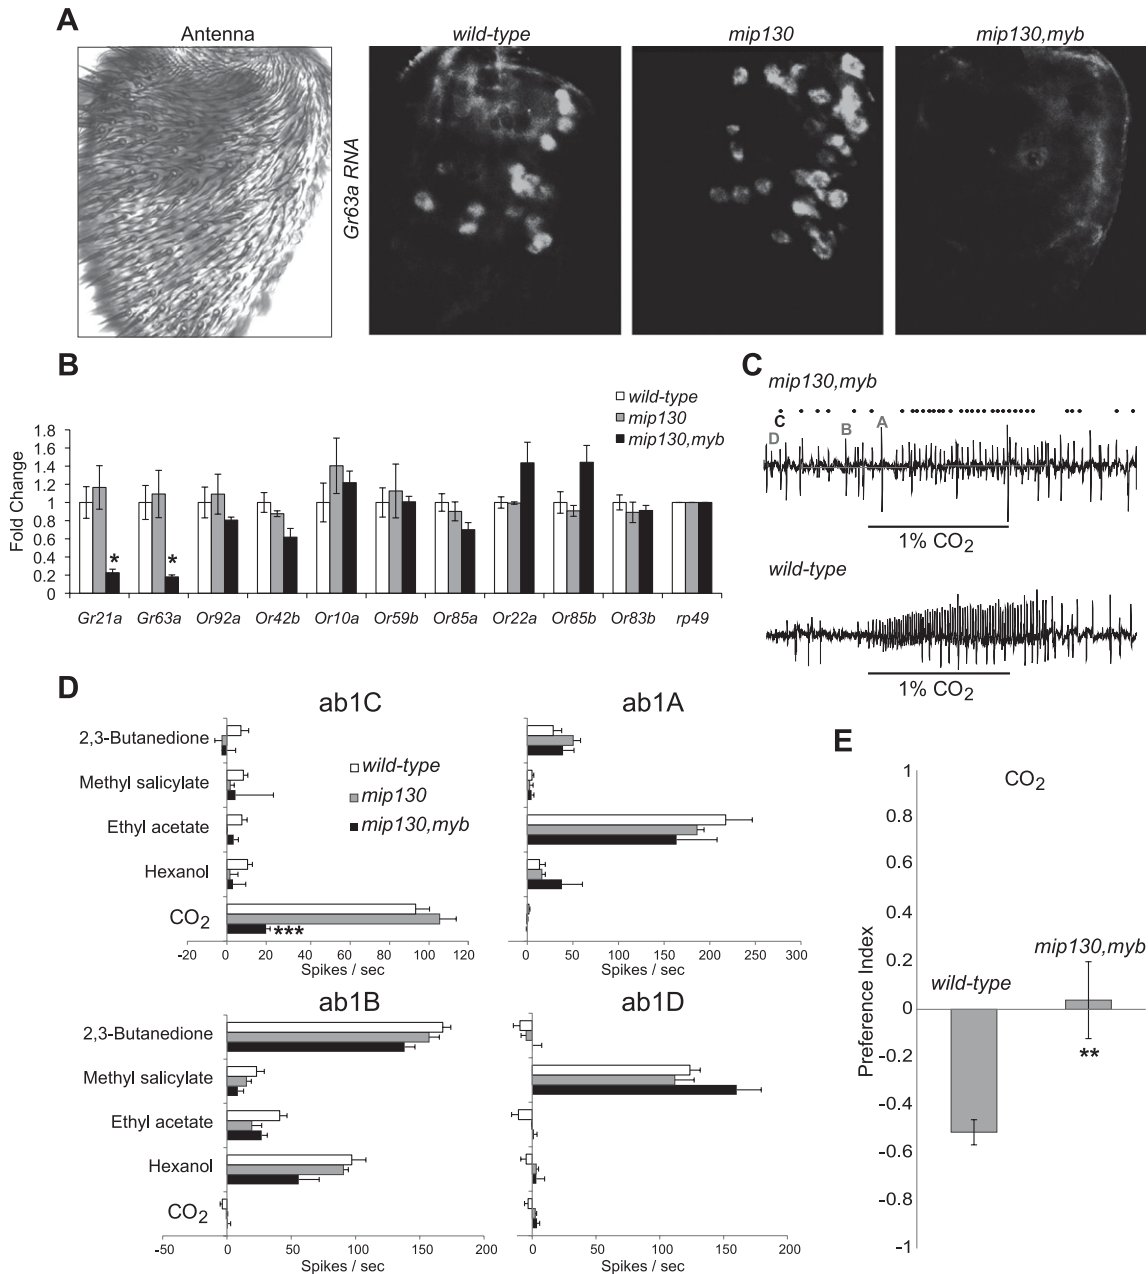 A
Antenna
wild-type
mip130
mip130,myb
Gr63a RNA
B
wild-type
mip130
mip130,myb
Fold Change
1.8
1.6
1.4
1.2
1
0.8
0.6
0.4
0.2
0
*
*
Gr21a
Gr63a
Or92a
Or42b
Or10a
Or59b
Or85a
Or22a
Or85b
Or83b
rp49
C
mip130,myb
D
C
B
A
1% CO2
wild-type
1% CO2
D
ab1C
2,3-Butanedione
Methyl salicylate
Ethyl acetate
Hexanol
CO2
wild-type
mip130
mip130,myb
***
-20 0 20 40 60 80 100 120
Spikes / sec
ab1A
0 50 100 150 200 250 300
Spikes / sec
ab1B
2,3-Butanedione
Methyl salicylate
Ethyl acetate
Hexanol
CO2
-50 0 50 100 150 200
Spikes / sec
ab1D
0 50 100 150 200
Spikes / sec
E
CO2
Preference Index
1
0.8
0.6
0.4
0.2
0
-0.2
-0.4
-0.6
-0.8
-1
wild-type
mip130,myb
**